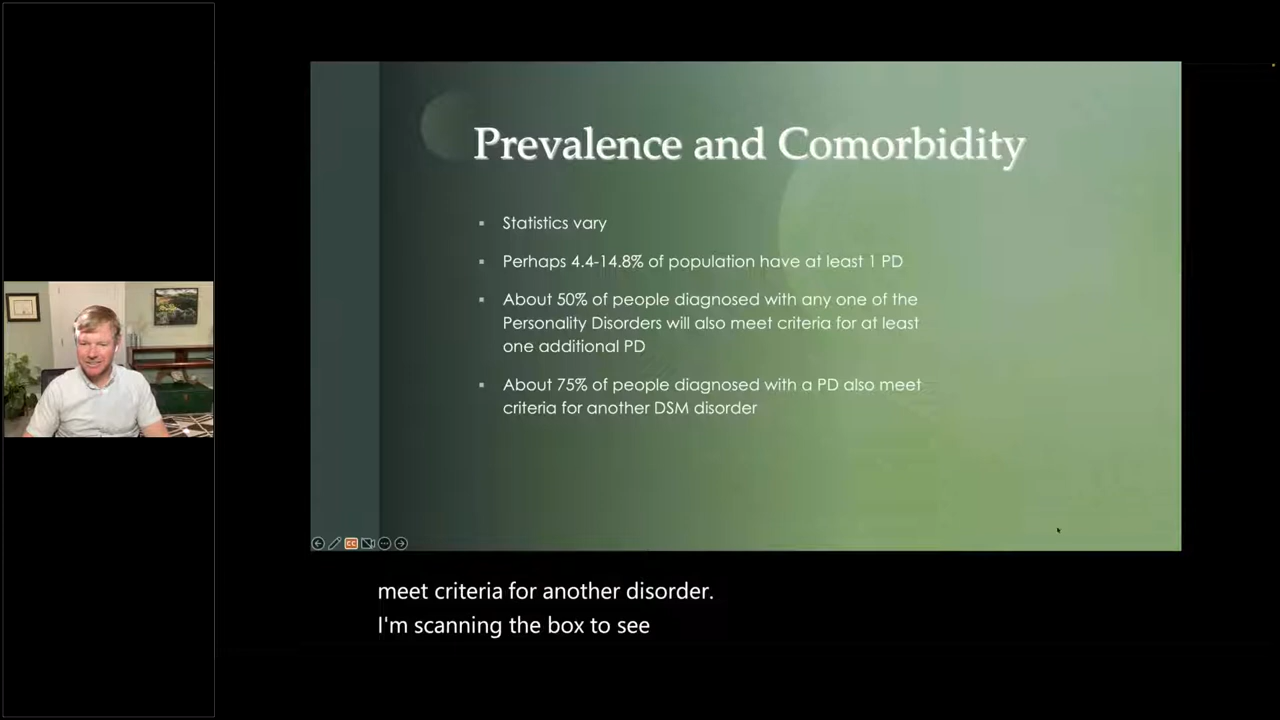 Prevalence and Comorbidity
▪ Statistics vary
▪ Perhaps 4.4-14.8% of population have at least 1 PD
▪ About 50% of people diagnosed with any one of the
Personality Disorders will also meet criteria for at least
one additional PD
▪ About 75% of people diagnosed with a PD also meet
criteria for another DSM disorder
CC
meet criteria for another disorder.
I'm scanning the box to see